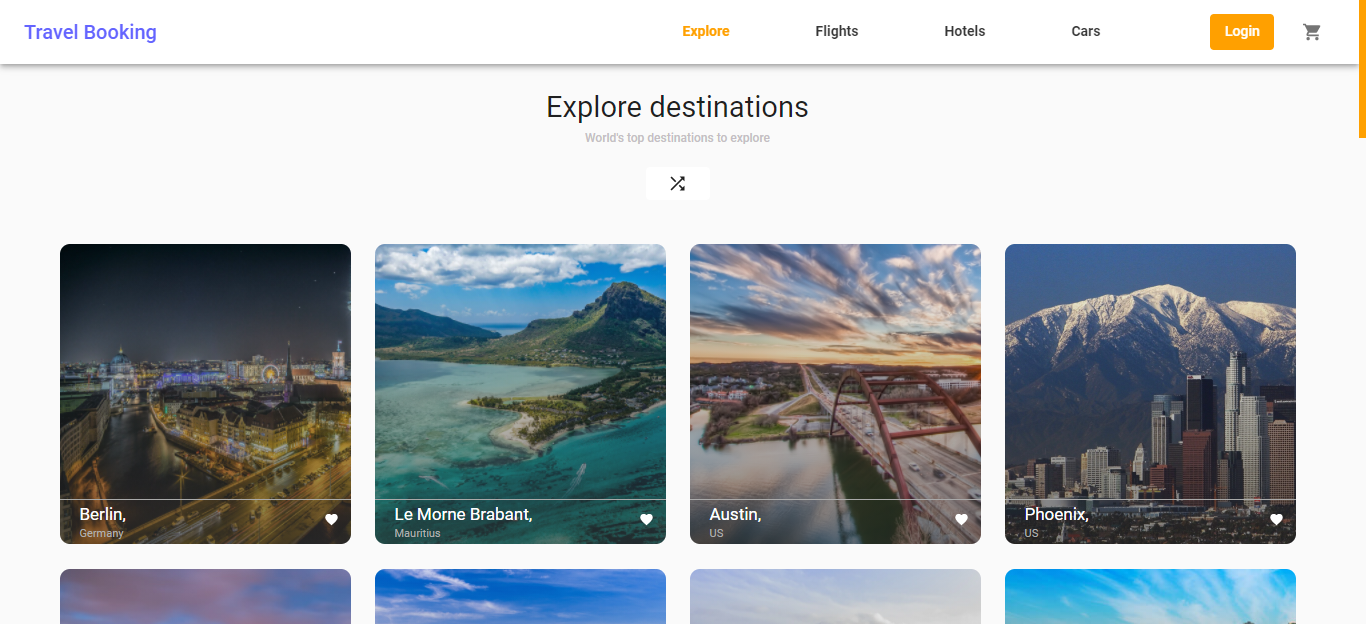 Travel Booking
Explore
Flights
Hotels
Cars
Login
Explore destinations
World's top destinations to explore
Berlin,
Germany
Le Morne Brabant,
Mauritius
Austin,
US
Phoenix,
US